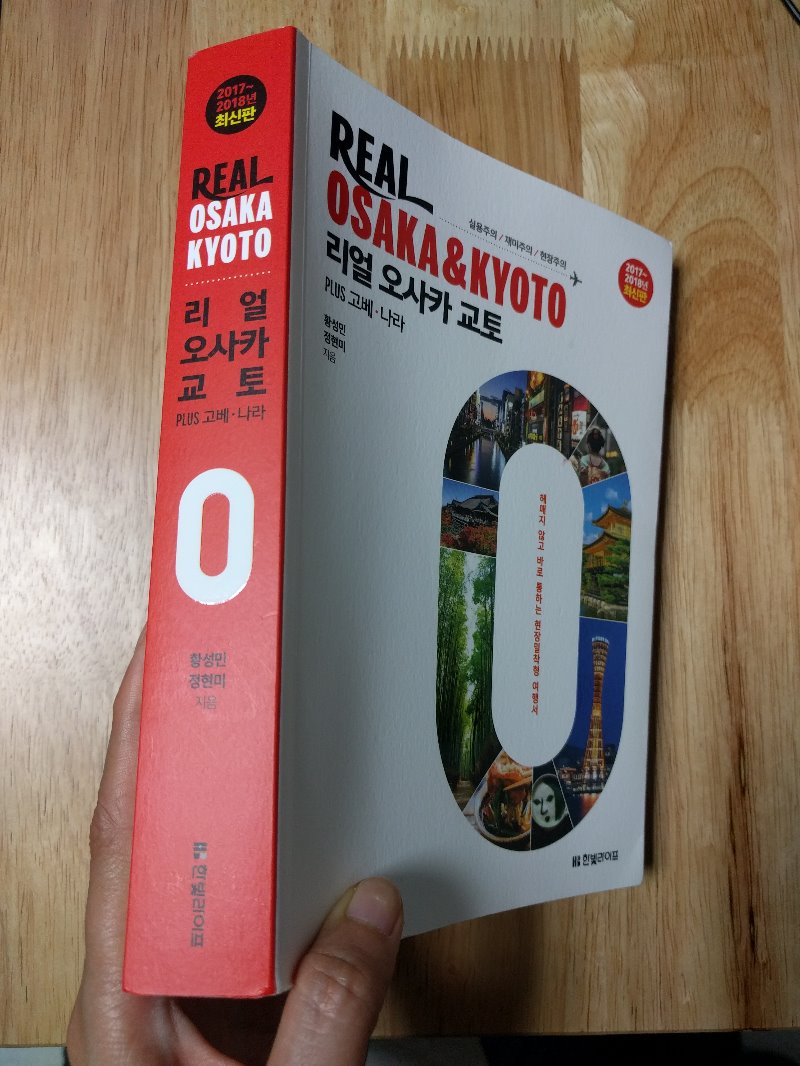 2017~
2018년
최신판
REAL
OSAKA
KYOTO
리얼
오사카
교토
PLUS 고베·나라
황성민
정현미
지음
한빛라이프
REAL
실용주의 / 재미주의 / 현장주의
OSAKA&KYOTO
리얼 오사카 교토
PLUS 고베·나라
황성민
정현미
지음
2017~
2018년
최신판
헤매지 않고 바로 통하는 현장밀착형 여행서
한빛라이프